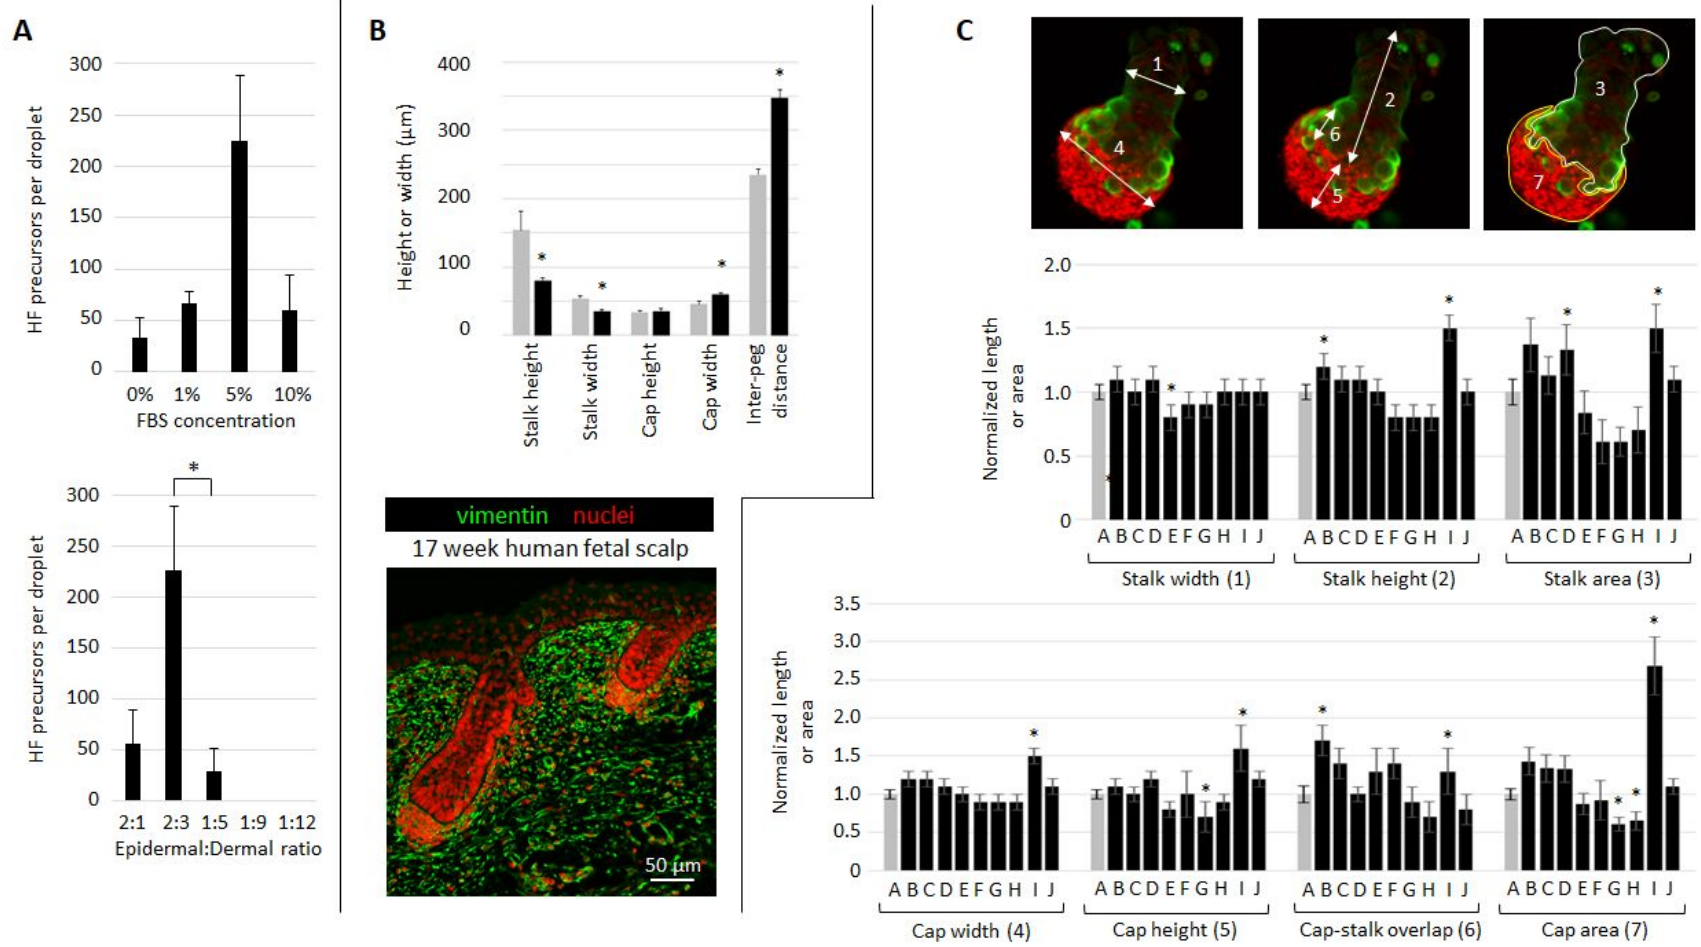 A
300
250
200
150
100
50
0
HF precursors per droplet
0% 1% 5% 10%
FBS concentration
*
300
250
200
150
100
50
0
HF precursors per droplet
2:1 2:3 1:5 1:9 1:12
Epidermal:Dermal ratio
B
400
300
200
100
0
Height or width (μm)
* * * *
Stalk height
Stalk width
Cap height
Cap width
Inter-peg
distance
vimentin nuclei
17 week human fetal scalp
50 μm
C
1
4
2
6
5
3
7
2.0
1.5
1.0
0.5
0
Normalized length
or area
* * * * * * *
A B C D E F G H I J
A B C D E F G H I J
A B C D E F G H I J
Stalk width (1)
Stalk height (2)
Stalk area (3)
3.5
3.0
2.5
2.0
1.5
1.0
0.5
0
Normalized length
or area
* * * * * * * *
A B C D E F G H I J
A B C D E F G H I J
A B C D E F G H I J
A B C D E F G H I J
Cap width (4)
Cap height (5)
Cap-stalk overlap (6)
Cap area (7)